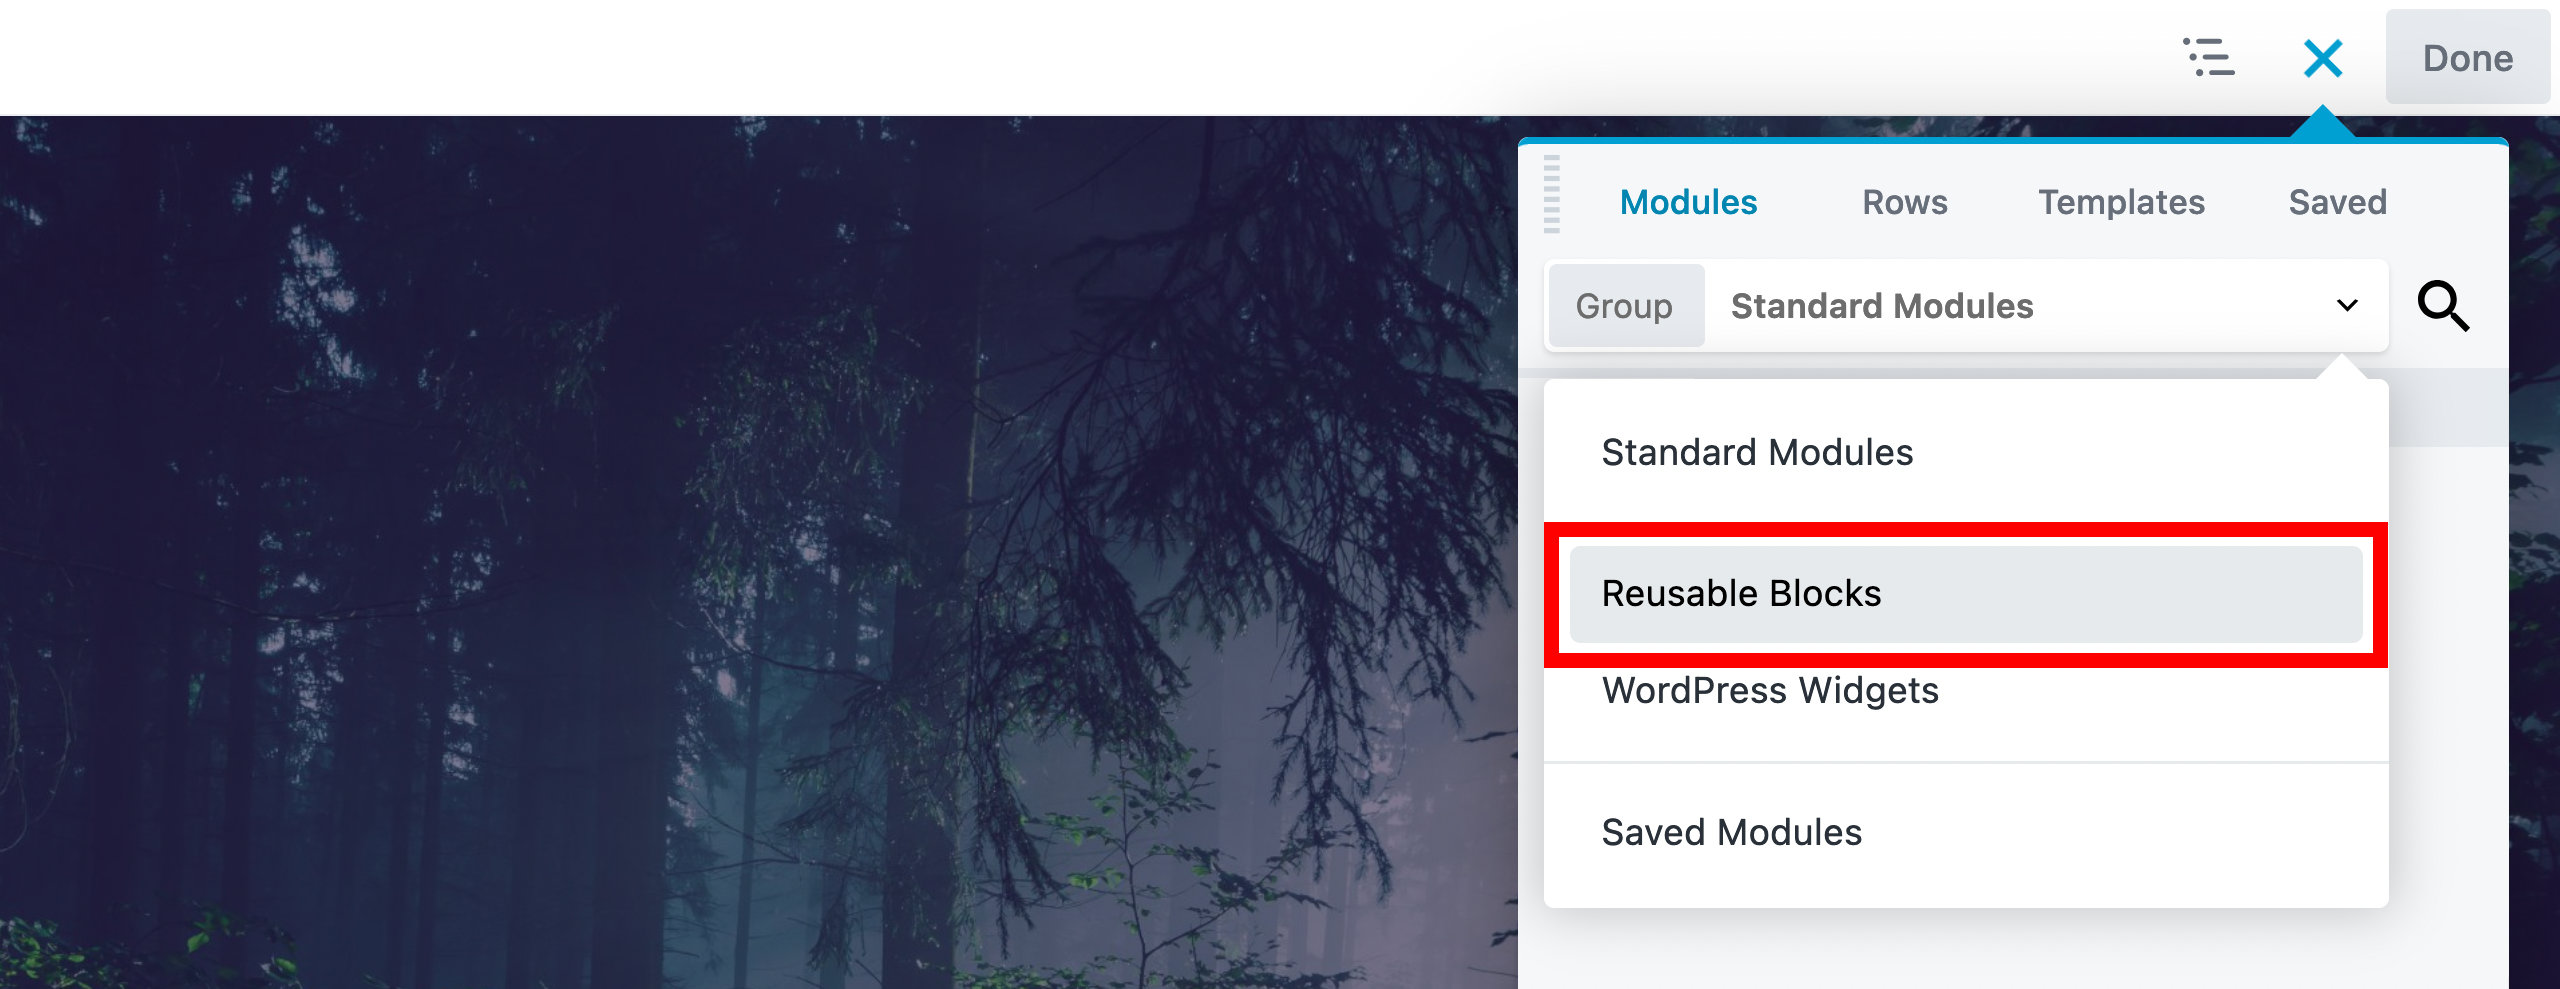 Done
Modules Rows Templates Saved
Group Standard Modules
Standard Modules
Reusable Blocks
WordPress Widgets
Saved Modules